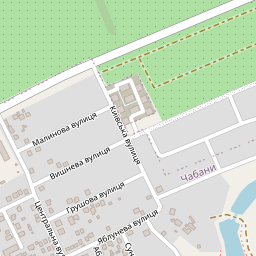 Малинова вулиця
Київська вулиця
Вишнева вулиця
Чабани
Грушова вулиця
Центральна ву
Яблунева вулиця